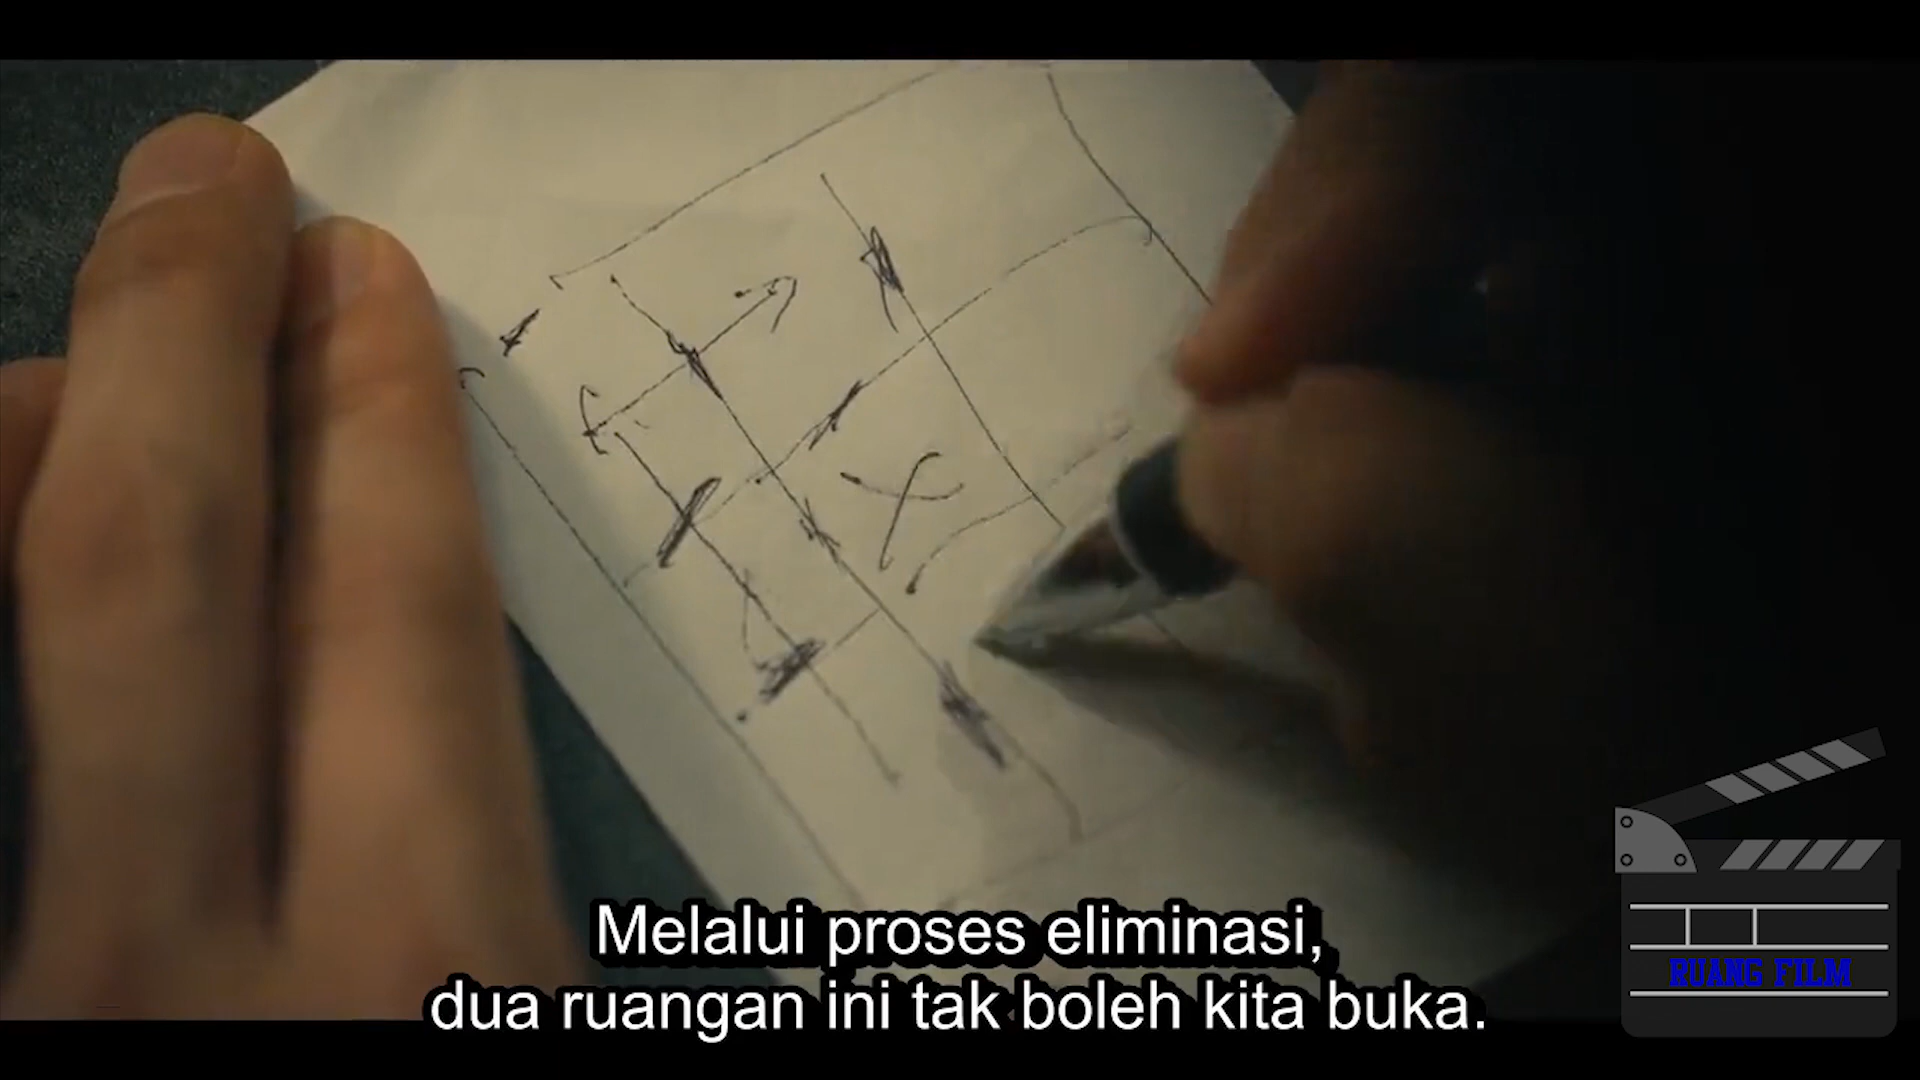 Melalui proses eliminasi,
dua ruangan ini tak boleh kita buka.
RUANG FILM